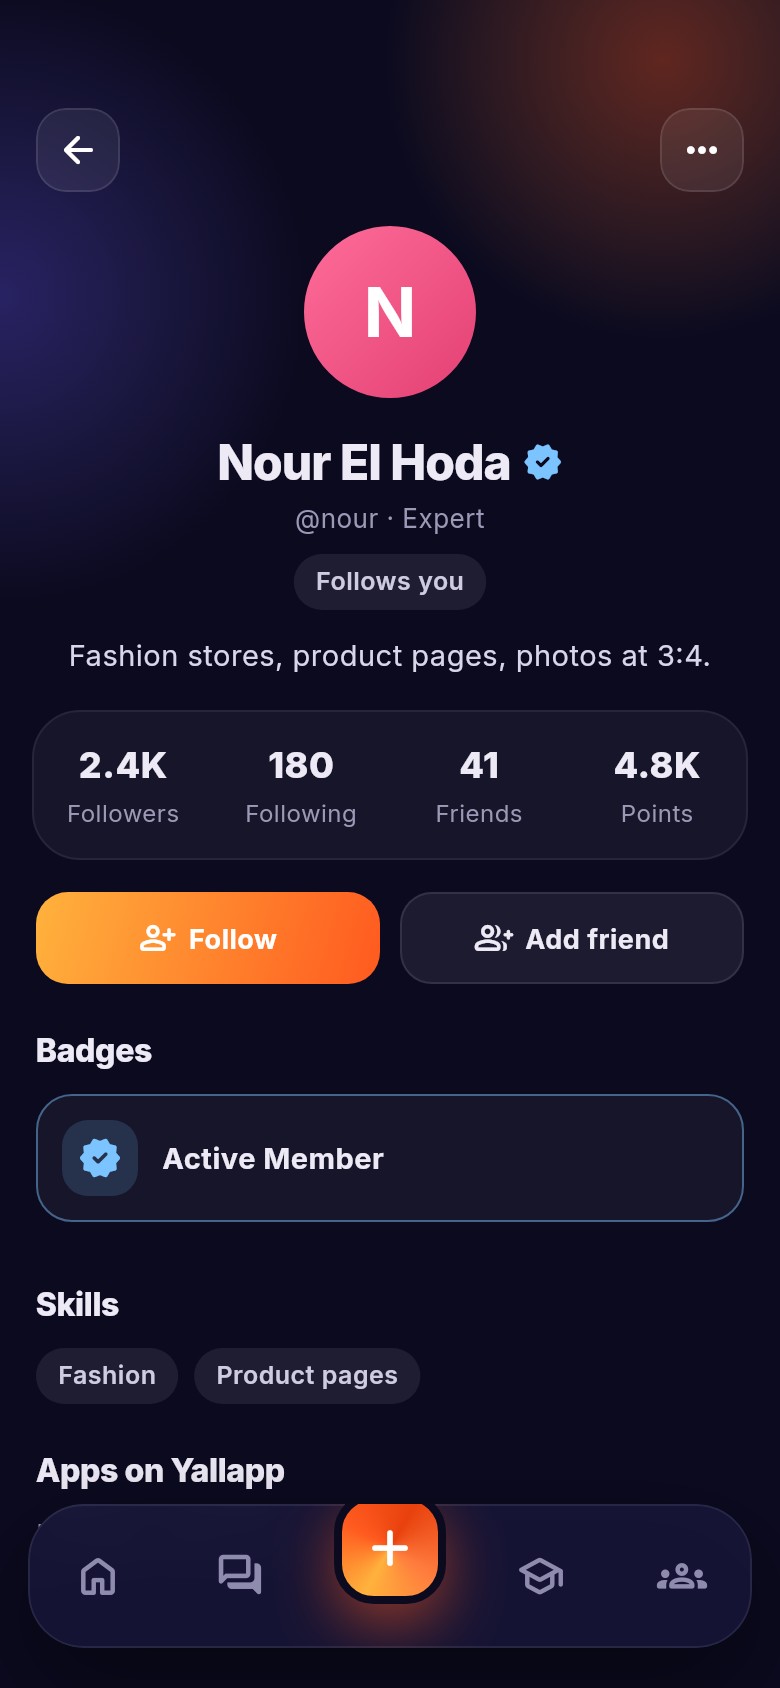 N
Nour El Hoda
@nour · Expert
Follows you
Fashion stores, product pages, photos at 3:4.
2.4K 180 41 4.8K
Followers Following Friends Points
Follow Add friend
Badges
Active Member
Skills
Fashion Product pages
Apps on Yallapp